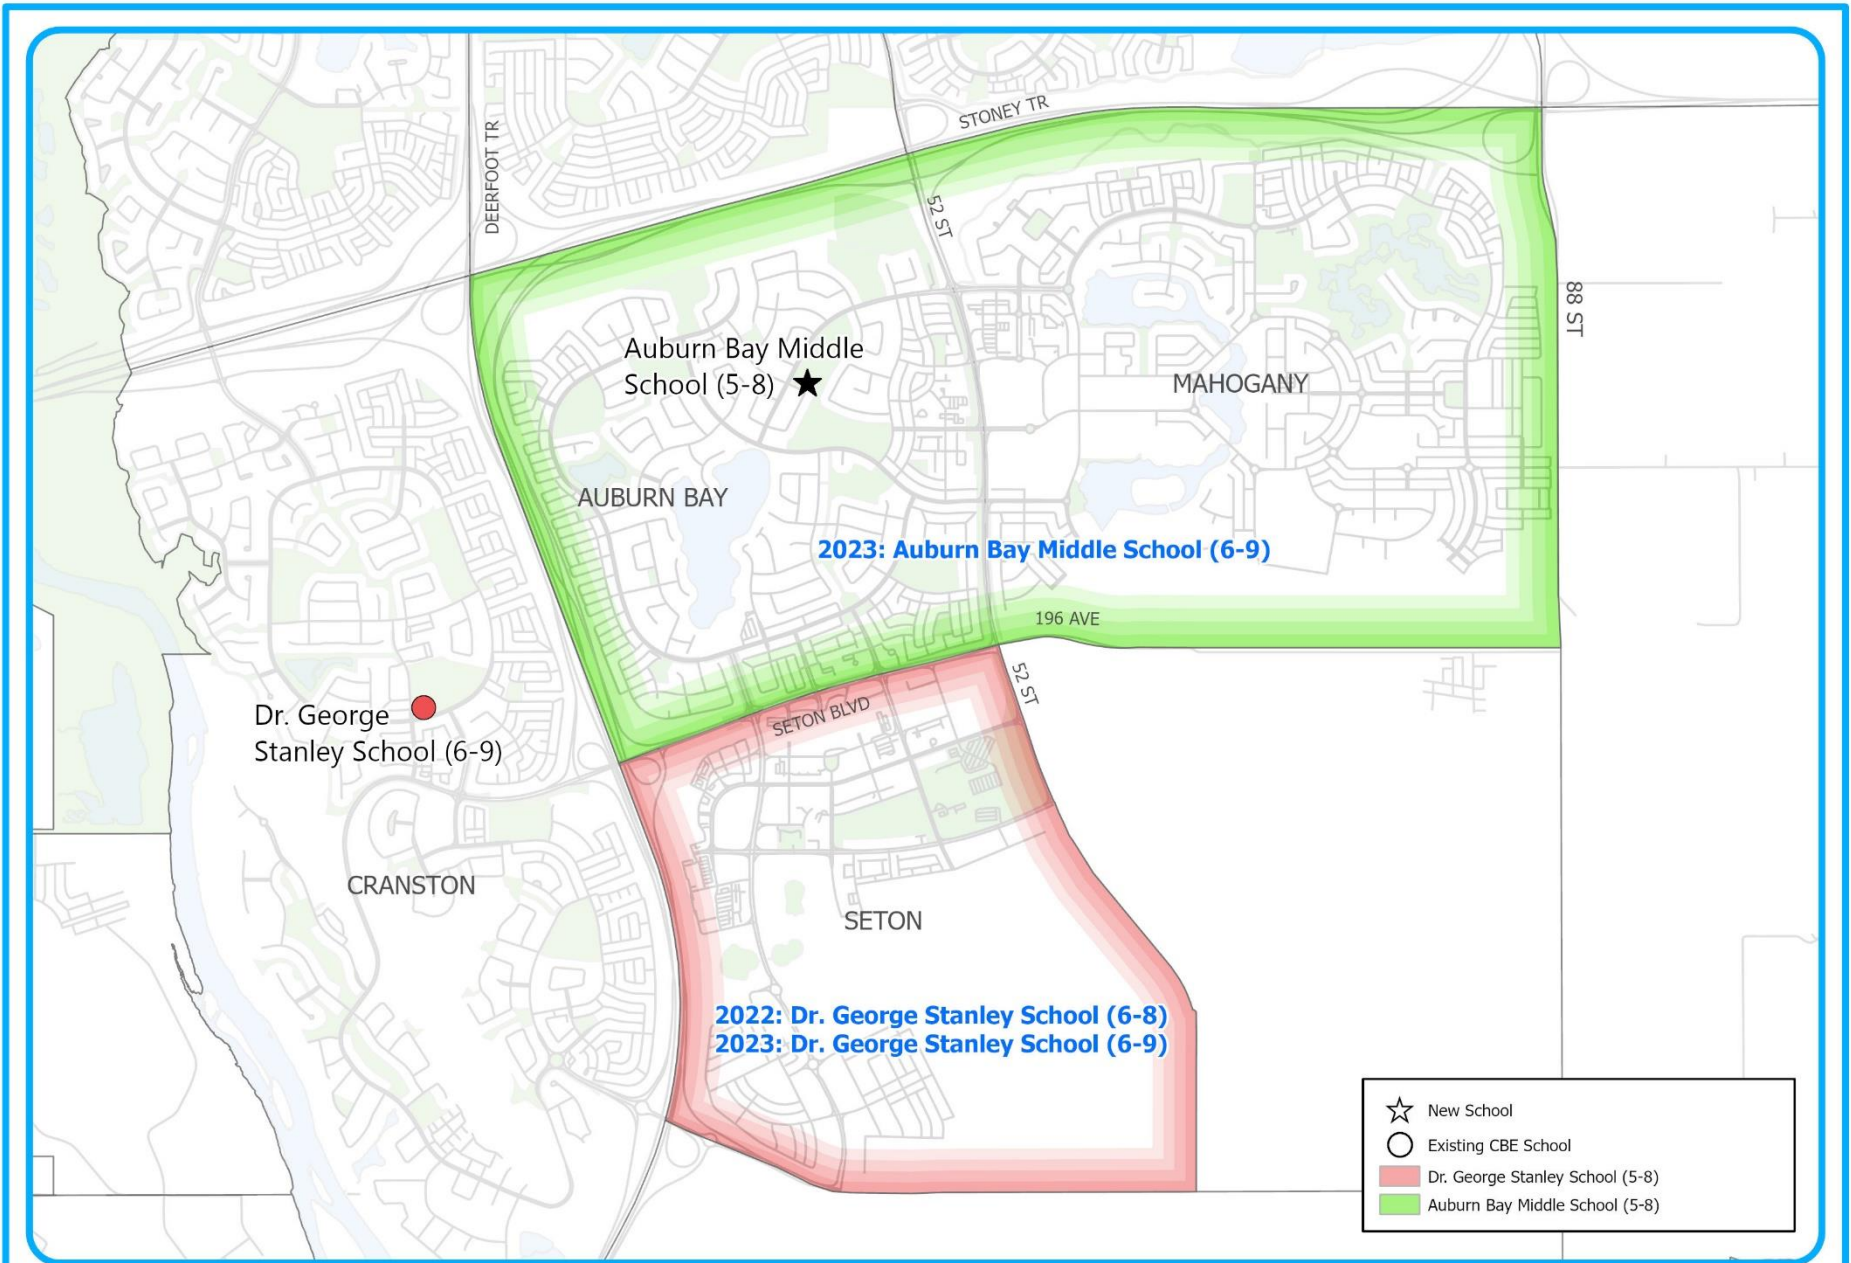 STONEY TR
DEERFOOT TR
52 ST
88 ST
Auburn Bay Middle
School (5-8)
MAHOGANY
AUBURN BAY
2023: Auburn Bay Middle School (6-9)
196 AVE
52 ST
SETON BLVD
Dr. George
Stanley School (6-9)
CRANSTON
SETON
2022: Dr. George Stanley School (6-8)
2023: Dr. George Stanley School (6-9)
New School
Existing CBE School
Dr. George Stanley School (5-8)
Auburn Bay Middle School (5-8)